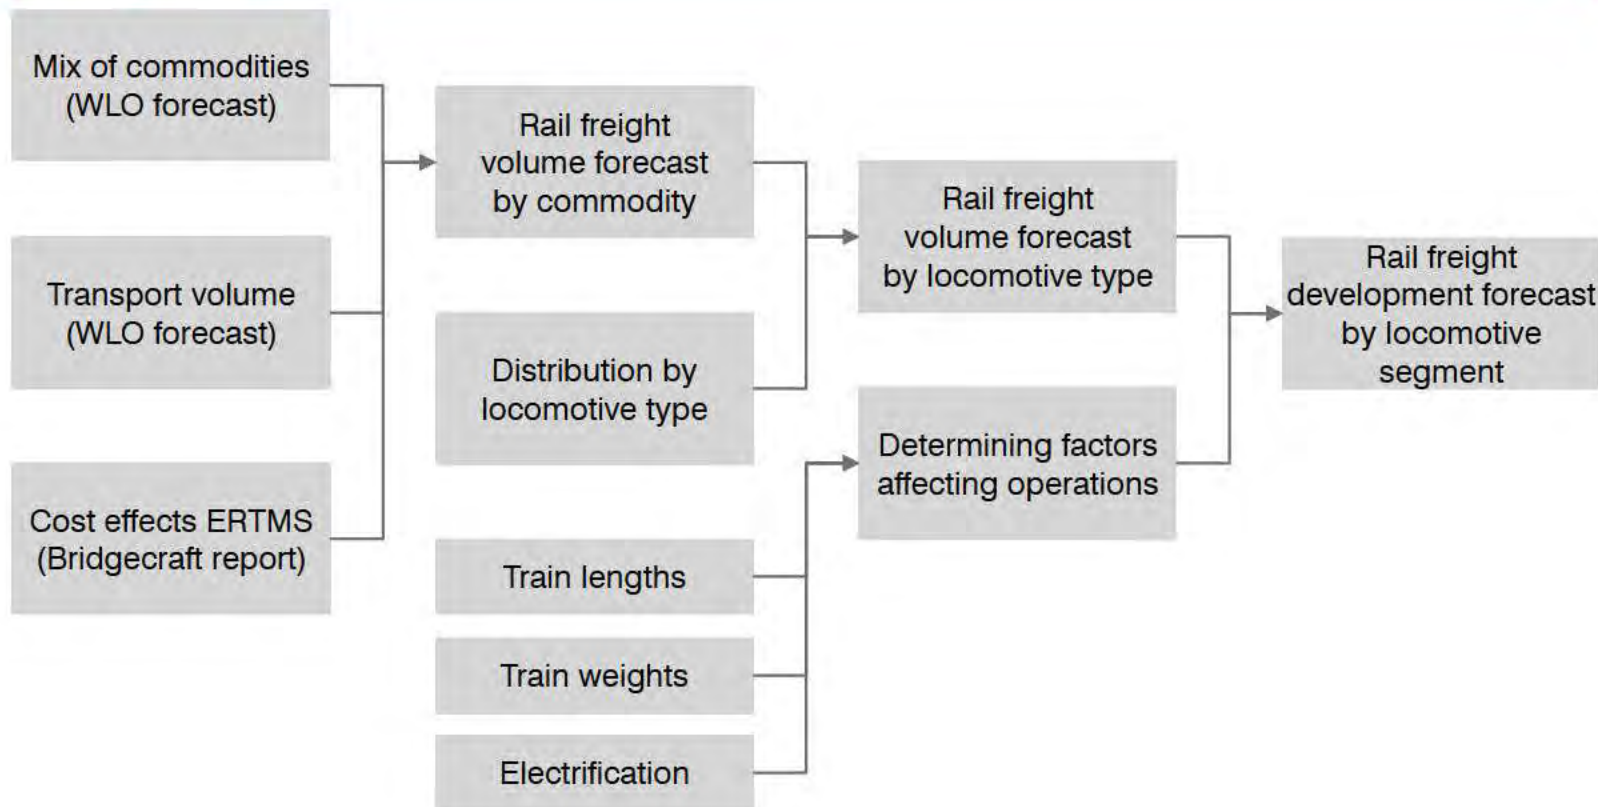 Mix of commodities
(WLO forecast)
Transport volume
(WLO forecast)
Cost effects ERTMS
(Bridgecraft report)
Rail freight
volume forecast
by commodity
Distribution by
locomotive type
Train lengths
Train weights
Electrification
Rail freight
volume forecast
by locomotive type
Determining factors
affecting operations
Rail freight
development forecast
by locomotive
segment